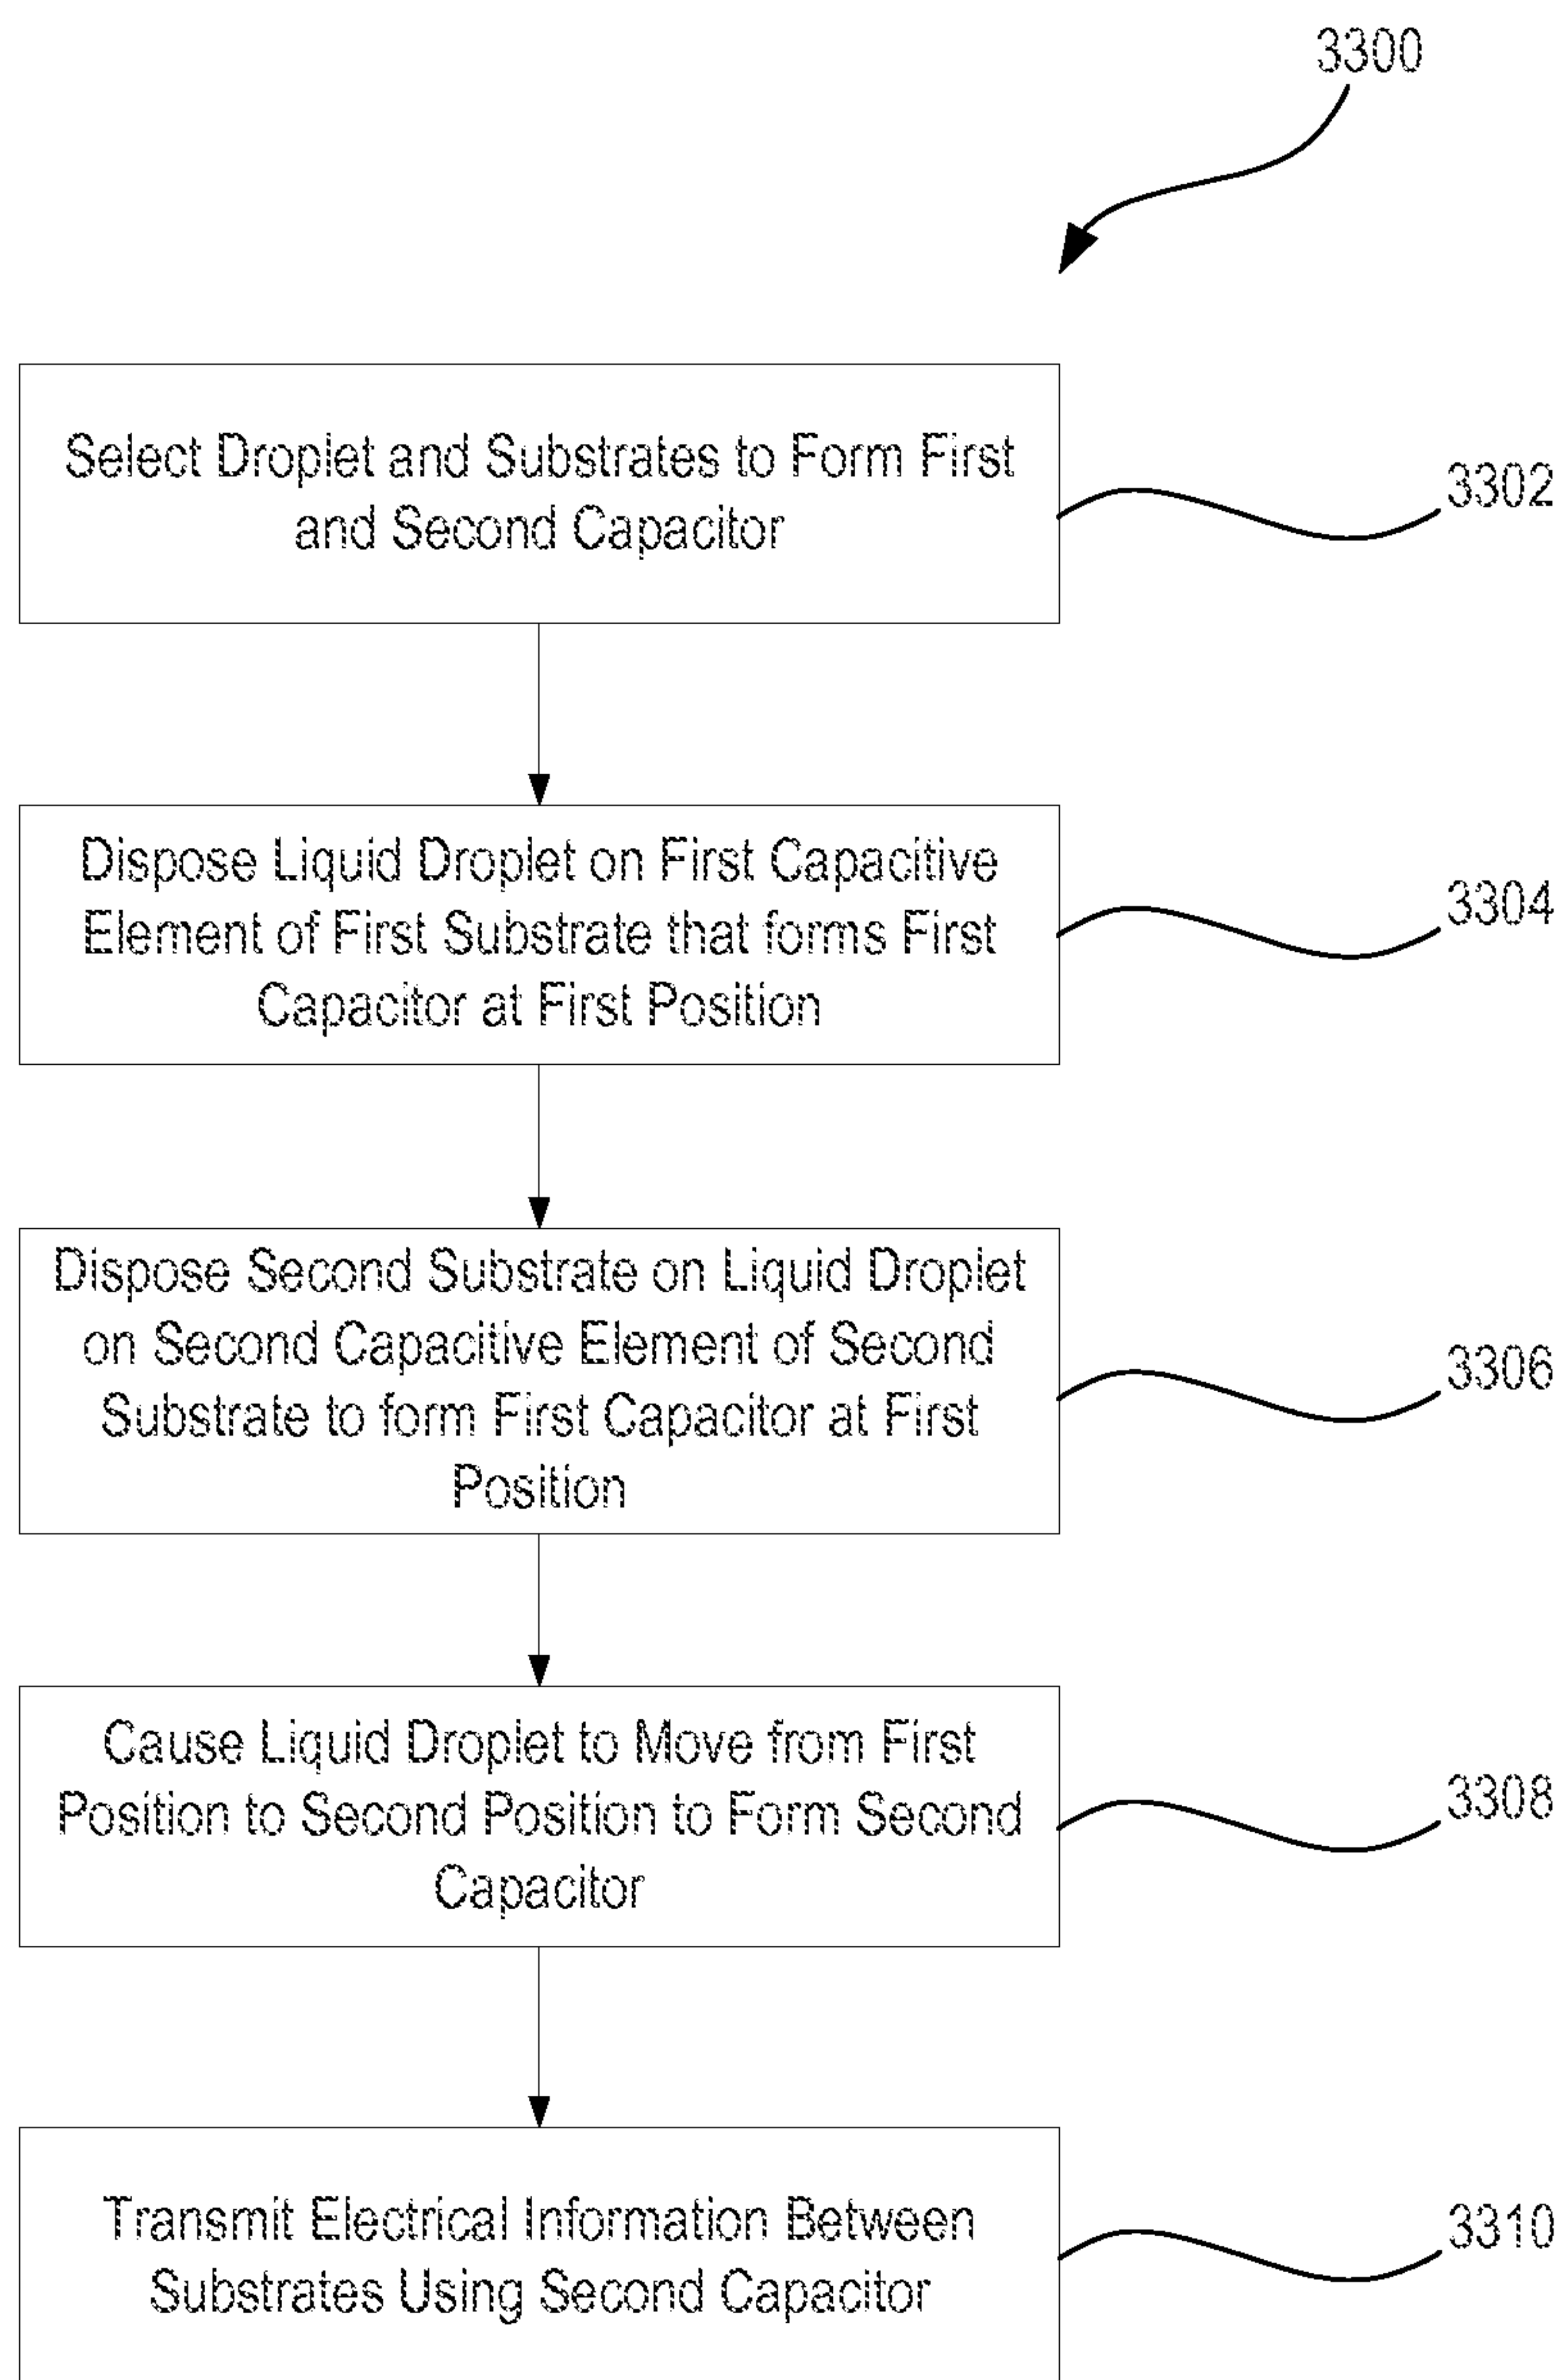 3300
Select Droplet and Substrates to Form First
and Second Capacitor
3302
Dispose Liquid Droplet on First Capacitive
Element of First Substrate that forms First
Capacitor at First Position
3304
Dispose Second Substrate on Liquid Droplet
on Second Capacitive Element of Second
Substrate to form First Capacitor at First
Position
3306
Cause Liquid Droplet to Move from First
Position to Second Position to Form Second
Capacitor
3308
Transmit Electrical Information Between
Substrates Using Second Capacitor
3310